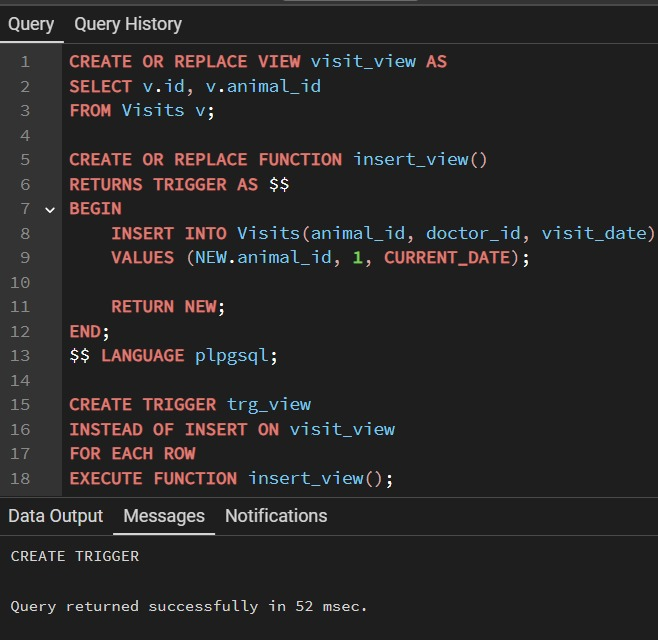 Query Query History
1 CREATE OR REPLACE VIEW visit_view AS
2 SELECT v.id, v.animal_id
3 FROM Visits v;
4
5 CREATE OR REPLACE FUNCTION insert_view()
6 RETURNS TRIGGER AS $$
7 BEGIN
8     INSERT INTO Visits(animal_id, doctor_id, visit_date)
9     VALUES (NEW.animal_id, 1, CURRENT_DATE);
10
11     RETURN NEW;
12 END;
13 $$ LANGUAGE plpgsql;
14
15 CREATE TRIGGER trg_view
16 INSTEAD OF INSERT ON visit_view
17 FOR EACH ROW
18 EXECUTE FUNCTION insert_view();
Data Output Messages Notifications
CREATE TRIGGER
Query returned successfully in 52 msec.